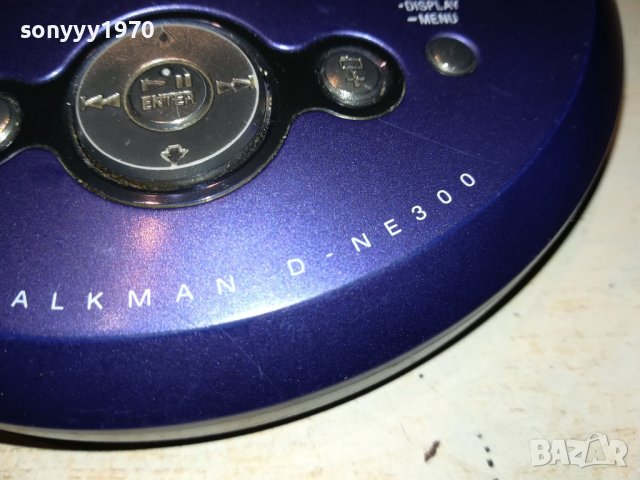 sonyyy1970
•DISPLAY
—MENU
ENTER
ALKMAN D-NE300
BAZAR